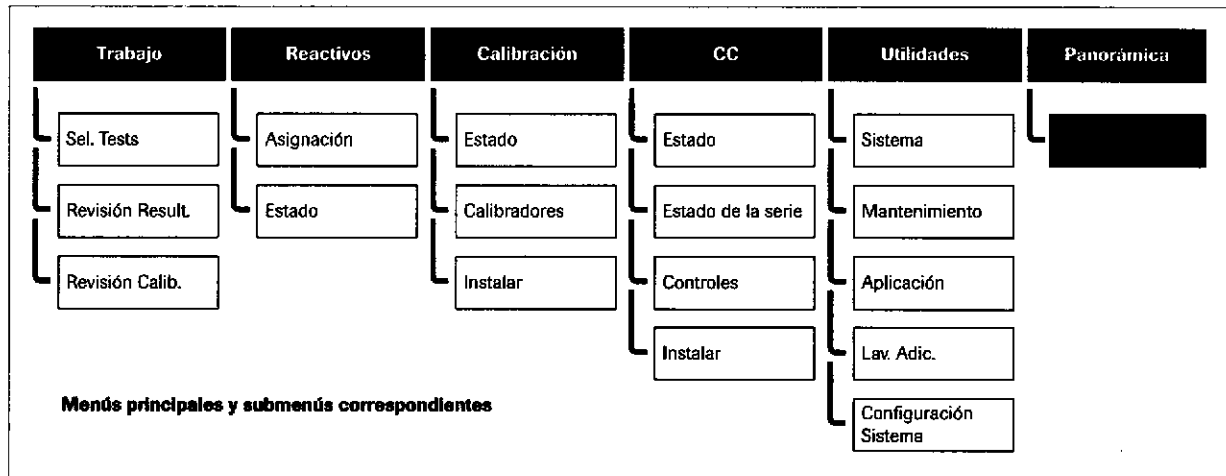 Trabajo
Reactivos
Calibración
CC
Utilidades
Panorámica
Sel. Tests
Revisión Result.
Revisión Calib.
Asignación
Estado
Estado
Calibradores
Instalar
Estado
Estado de la serie
Controles
Instalar
Sistema
Mantenimiento
Aplicación
Lav. Adic.
Configuración
Sistema
Menús principales y submenús correspondientes